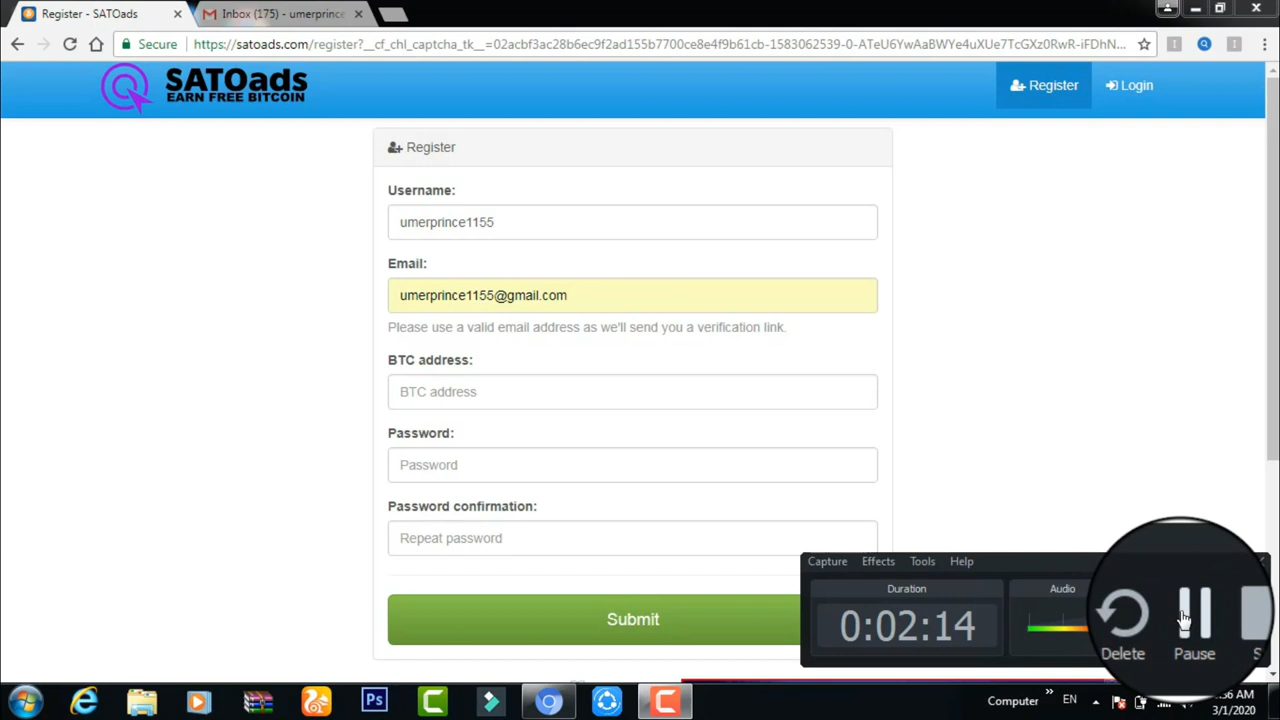 Register - SATOads
Inbox (175) - umerprince
Secure
https://satoads.com/register?__cf_chl_captcha_tk__=02acbf3ac28b6ec9f2ad155b7700ce8e4f9b61cb-1583062539-0-ATeU6YwAaBWYe4uXUe7TcGXz0RwR-iFDhN...
SATOads
EARN FREE BITCOIN
Register
Login
Register
Username:
umerprince1155
Email:
umerprince1155@gmail.com
Please use a valid email address as we'll send you a verification link.
BTC address:
BTC address
Password:
Password
Password confirmation:
Repeat password
Submit
Capture Effects Tools Help
Duration
Audio
0:02:14
Delete
Pause
S
Ps
Computer
EN
:56 AM
3/1/2020